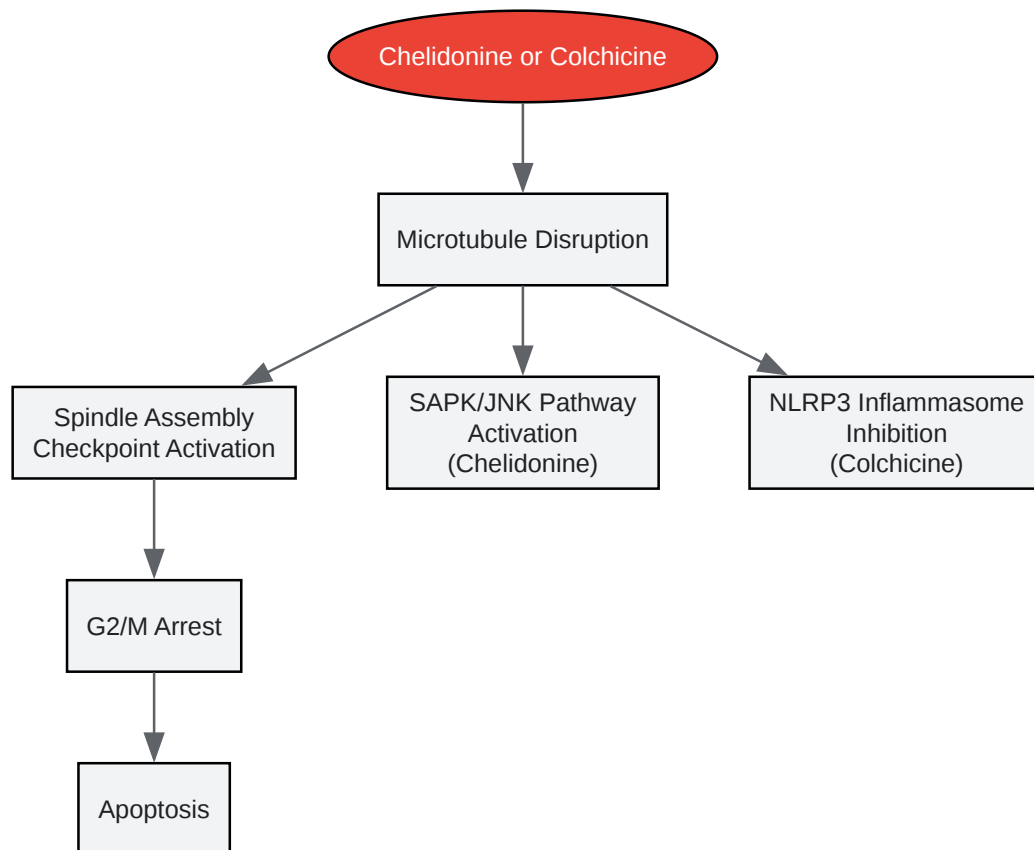 Chelidonine or Colchicine
Microtubule Disruption
Spindle Assembly
Checkpoint Activation
SAPK/JNK Pathway
Activation
(Chelidonine)
NLRP3 Inflammasome
Inhibition
(Colchicine)
G2/M Arrest
Apoptosis